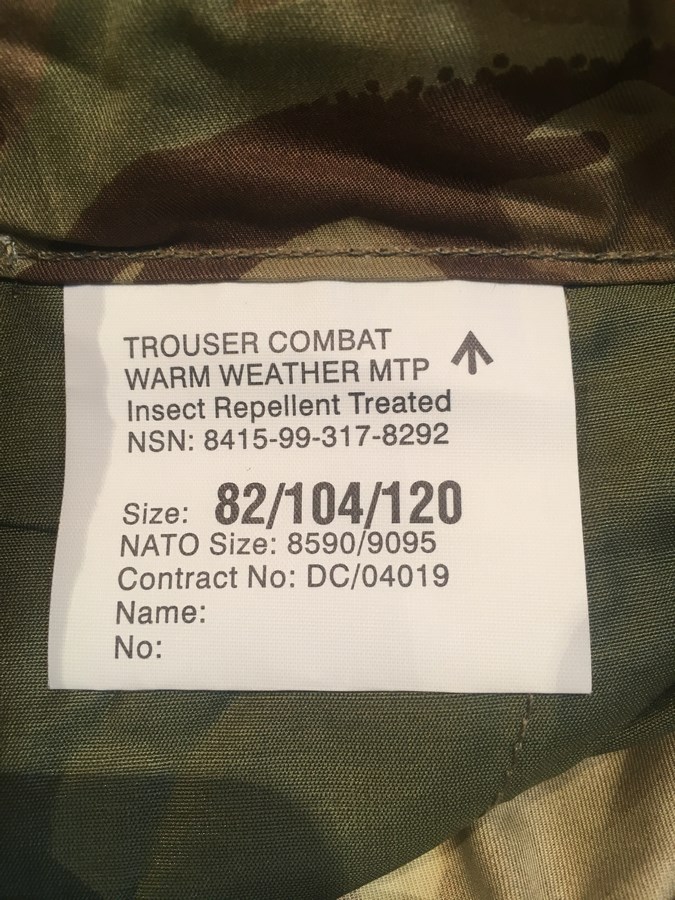 TROUSER COMBAT
WARM WEATHER MTP
Insect Repellent Treated
NSN: 8415-99-317-8292
Size: 82/104/120
NATO Size: 8590/9095
Contract No: DC/04019
Name:
No: